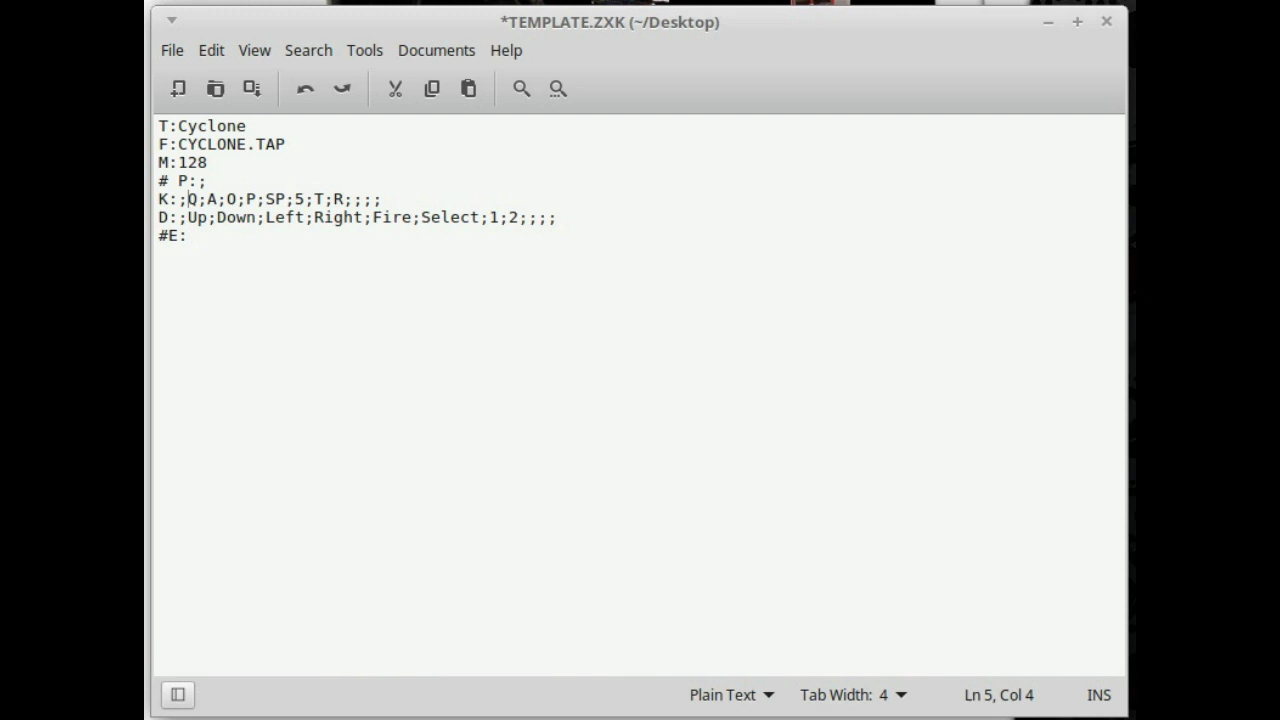 *TEMPLATE.ZXK (~/Desktop)
File Edit View Search Tools Documents Help
T:Cyclone
F:CYCLONE.TAP
M:128
# P:;
K:;Q;A;O;P;SP;5;T;R;;;;
D:;Up;Down;Left;Right;Fire;Select;1;2;;;;
#E:
Plain Text Tab Width: 4 Ln 5, Col 4 INS